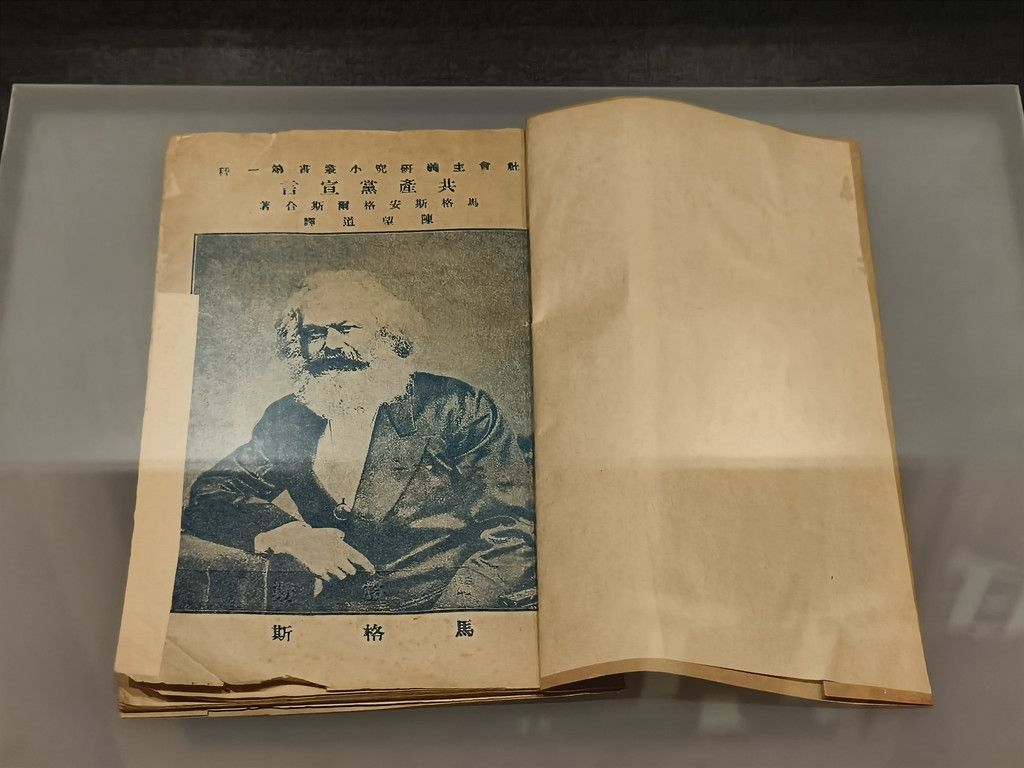 社會主義研究小叢書第一種
共產黨宣言
馬格斯安格爾斯合著
陳望道譯
馬格斯